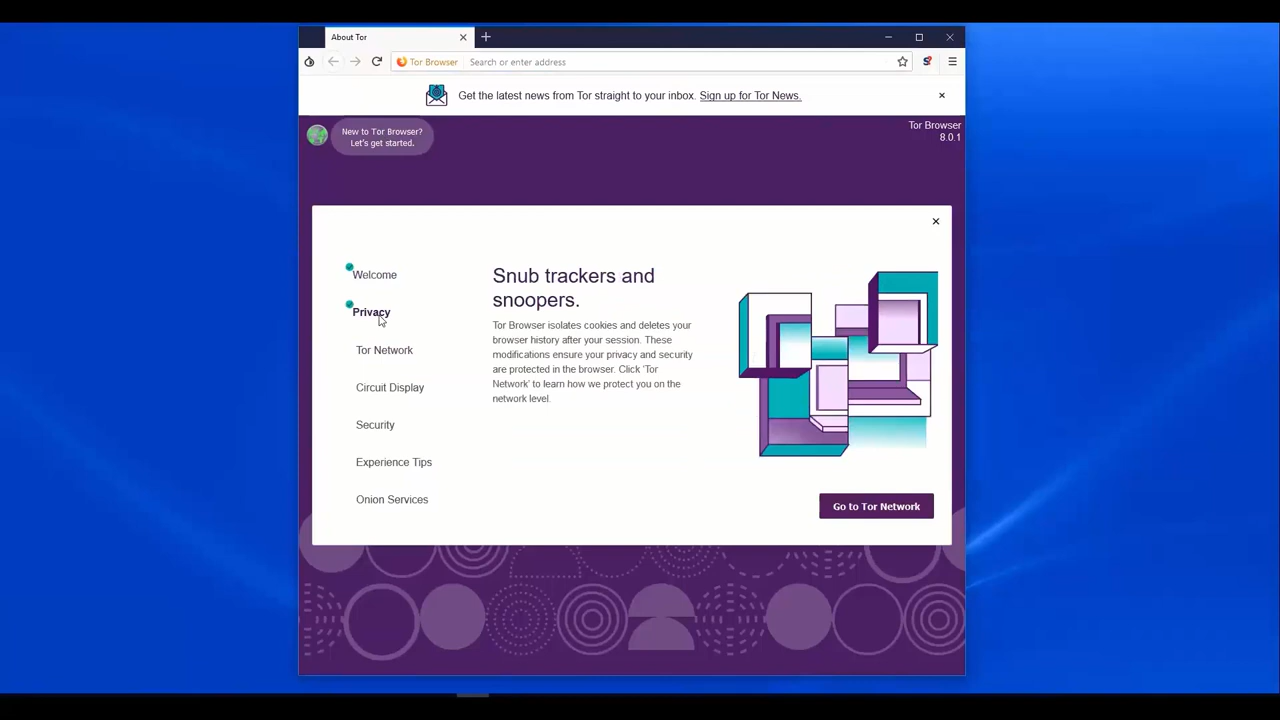 About Tor
Tor Browser
Search or enter address
Get the latest news from Tor straight to your inbox. Sign up for Tor News.
New to Tor Browser?
Let's get started.
Tor Browser
8.0.1
Welcome
Privacy
Tor Network
Circuit Display
Security
Experience Tips
Onion Services
Snub trackers and
snoopers.
Tor Browser isolates cookies and deletes your
browser history after your session. These
modifications ensure your privacy and security
are protected in the browser. Click 'Tor
Network' to learn how we protect you on the
network level.
Go to Tor Network